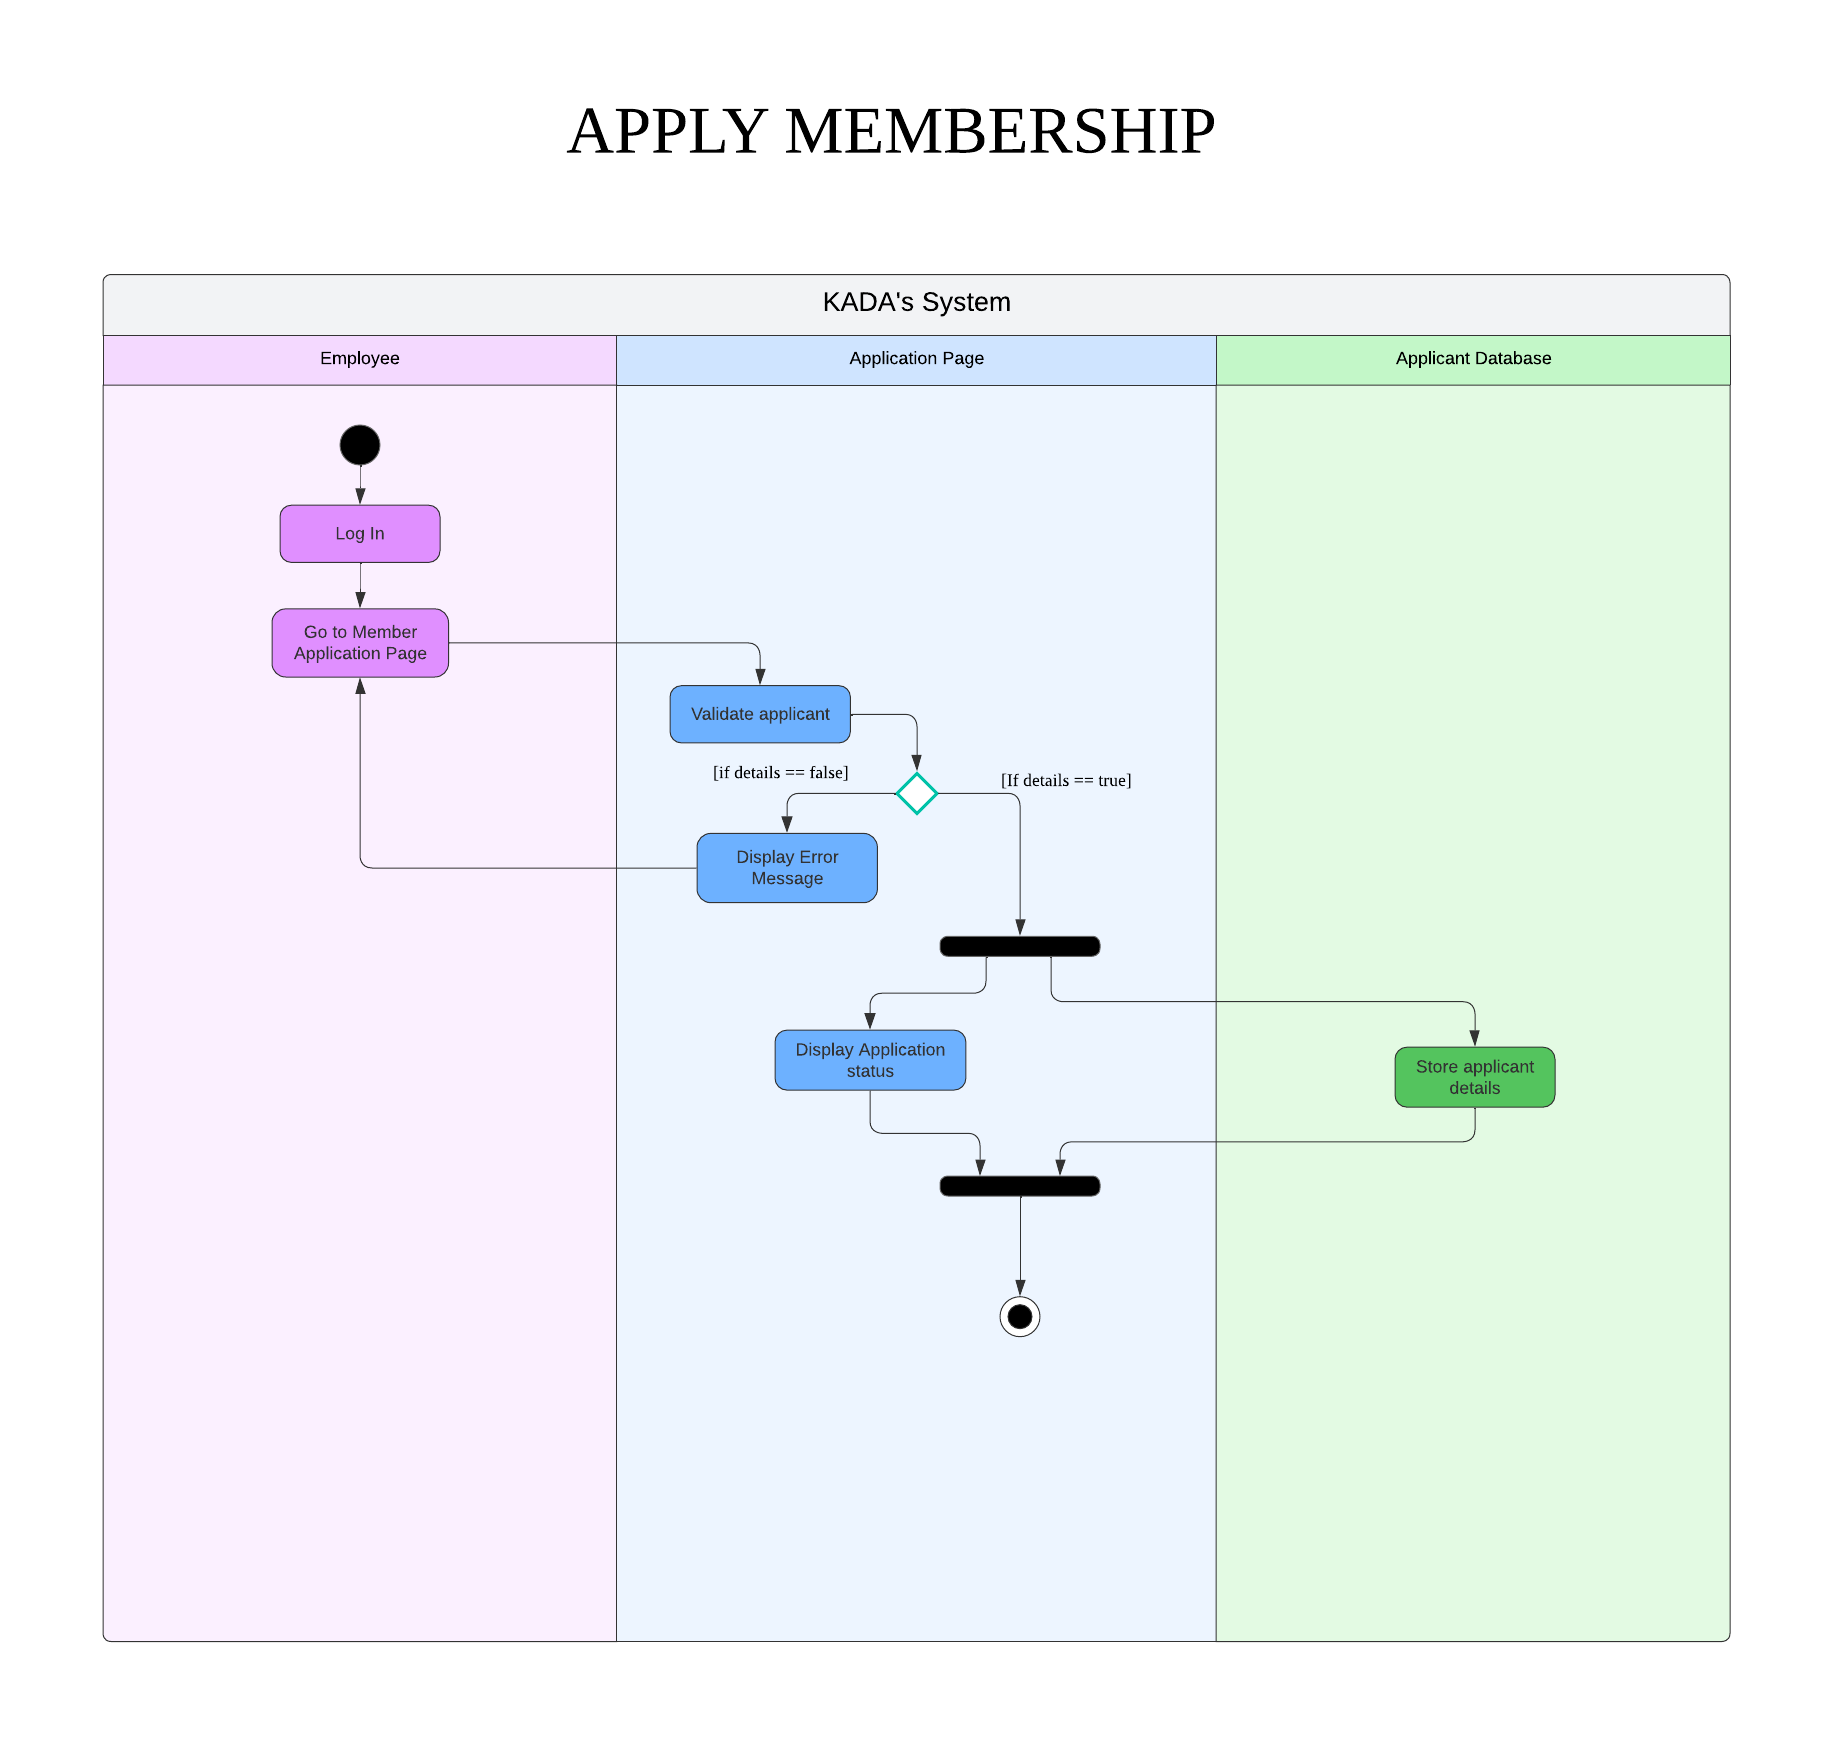 APPLY MEMBERSHIP
KADA's System
Employee
Application Page
Applicant Database
Log In
Go to Member
Application Page
Validate applicant
[if details == false]
[If details == true]
Display Error
Message
Display Application
status
Store applicant
details